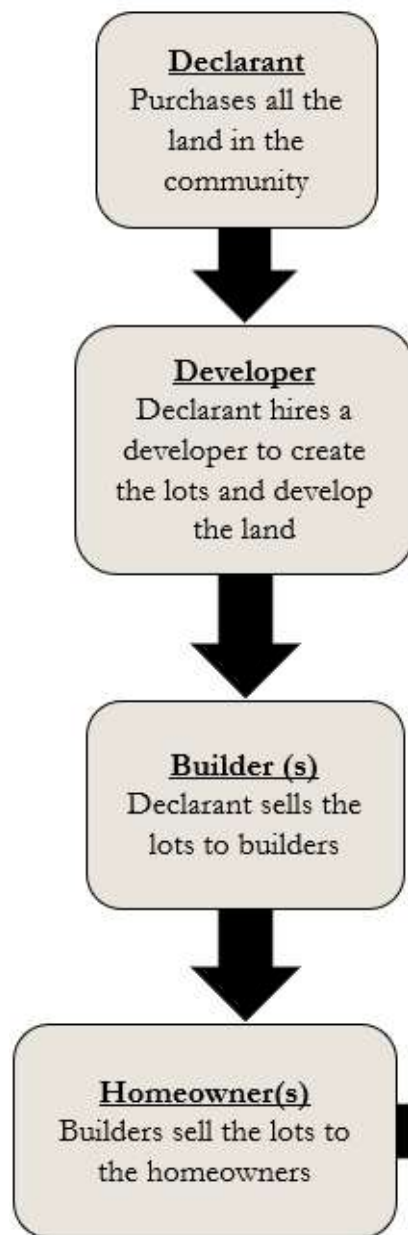 Declarant
Purchases all the
land in the
community
Developer
Declarant hires a
developer to create
the lots and develop
the land
Builder (s)
Declarant sells the
lots to builders
Homeowner(s)
Builders sell the lots to
the homeowners